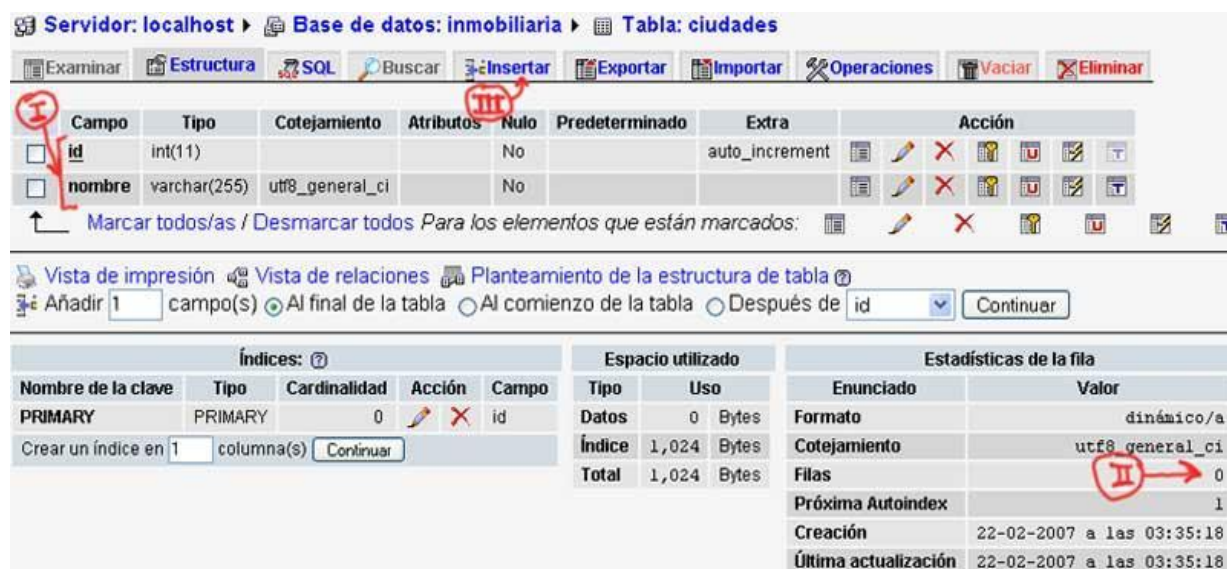 Servidor: localhost ▸ Base de datos: inmobiliaria ▸ Tabla: ciudades
Examinar Estructura SQL Buscar Insertar Exportar Importar Operaciones Vaciar Eliminar
I III
Campo Tipo Cotejamiento Atributos Nulo Predeterminado Extra Acción
id int(11) No auto_increment
nombre varchar(255) utf8_general_ci No
Marcar todos/as / Desmarcar todos Para los elementos que están marcados:
Vista de impresión Vista de relaciones Planteamiento de la estructura de tabla
Añadir 1 campo(s) Al final de la tabla Al comienzo de la tabla Después de id Continuar
Índices: Espacio utilizado Estadísticas de la fila
Nombre de la clave Tipo Cardinalidad Acción Campo Tipo Uso Enunciado Valor
PRIMARY PRIMARY 0 id Datos 0 Bytes Formato dinámico/a
Crear un índice en 1 columna(s) Continuar Índice 1,024 Bytes Cotejamiento utf8_general_ci
Total 1,024 Bytes Filas II 0
Próxima Autoindex 1
Creación 22-02-2007 a las 03:35:18
Última actualización 22-02-2007 a las 03:35:18